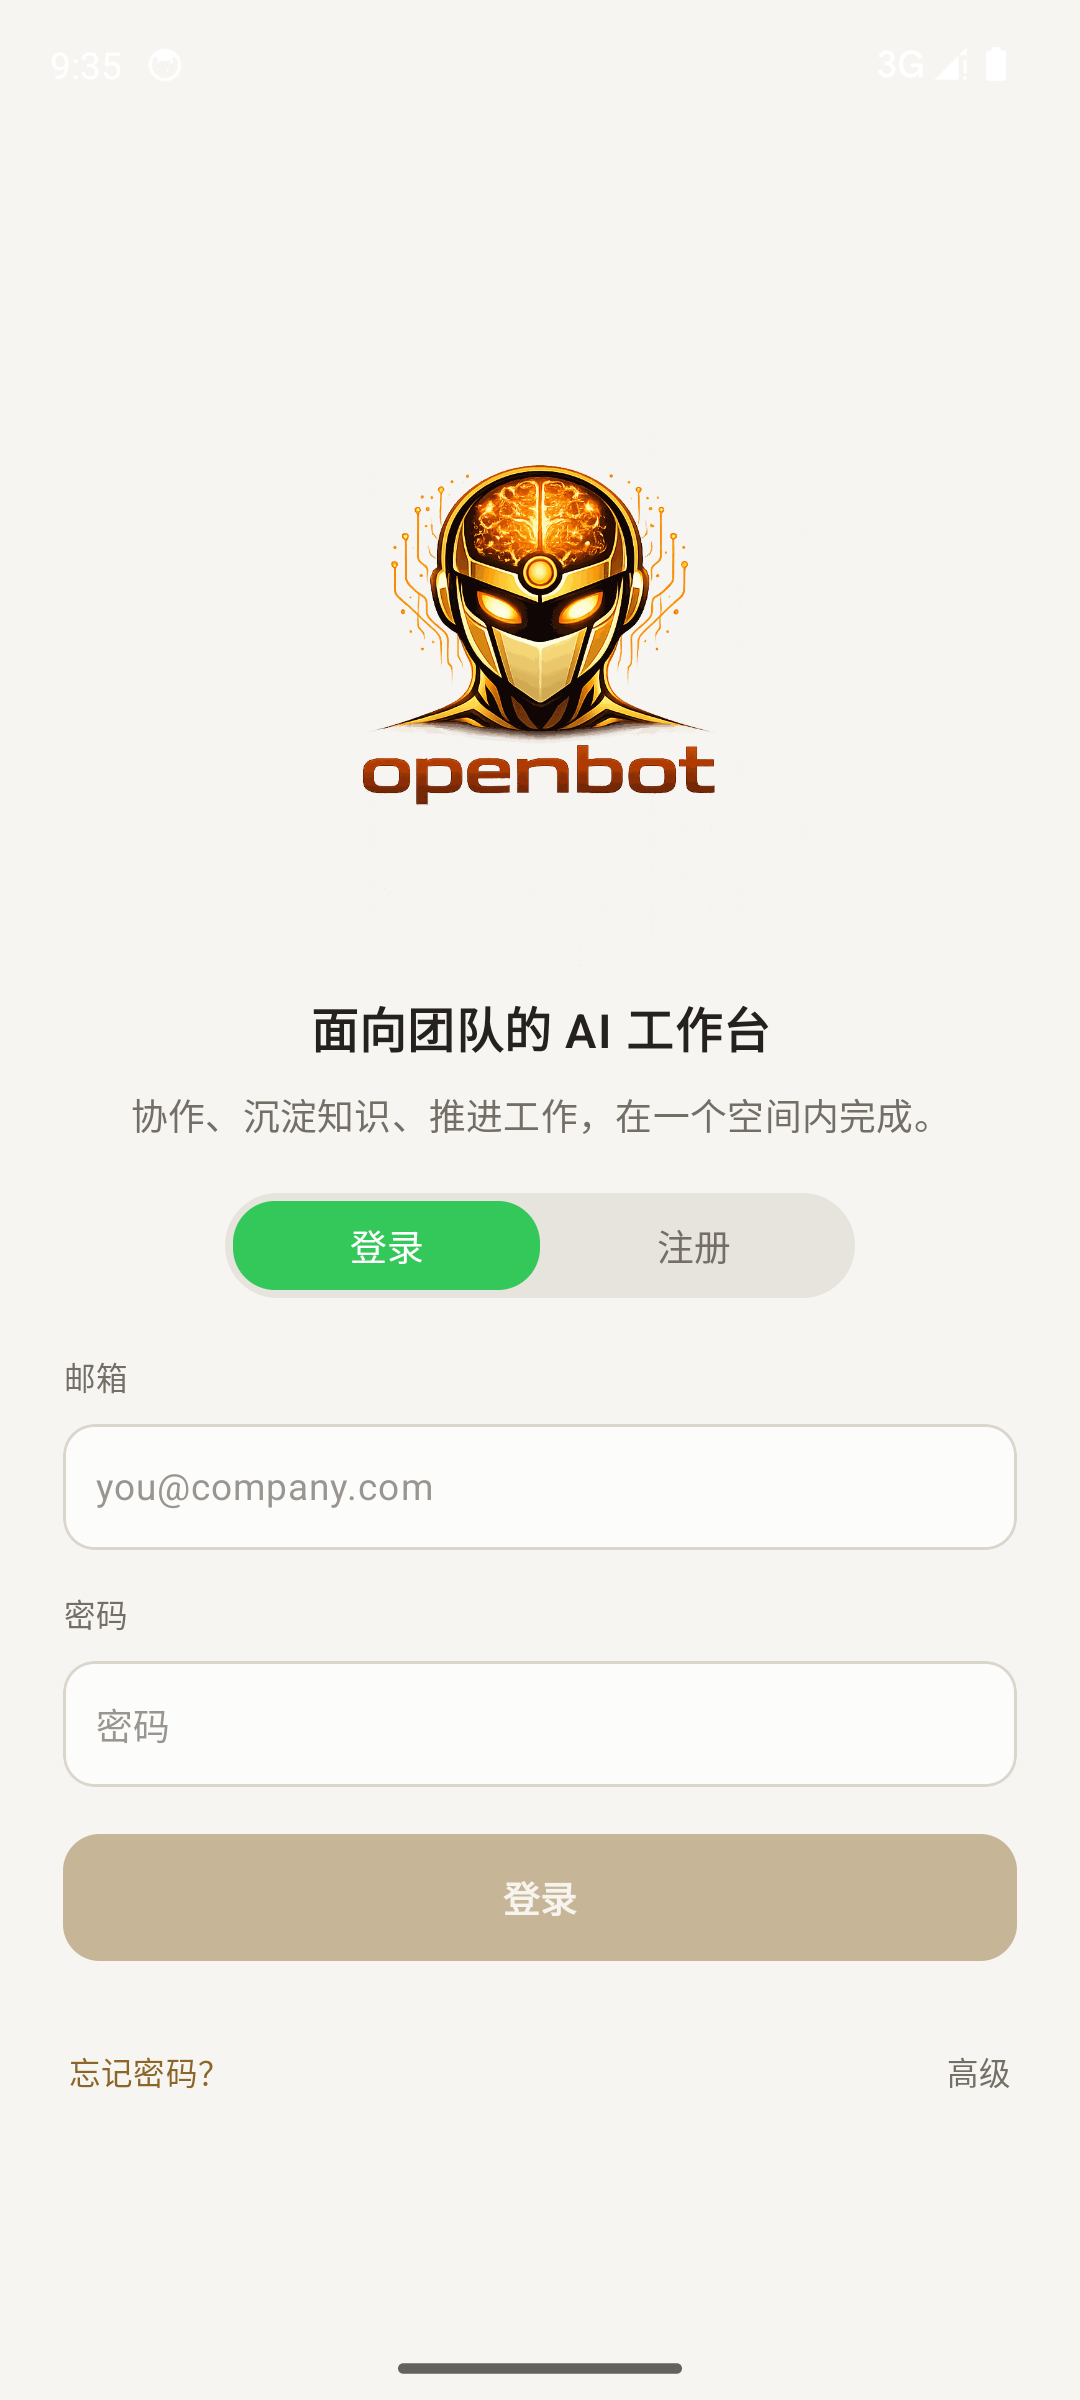 9:35
3G
openbot
面向团队的 AI 工作台
协作、沉淀知识、推进工作，在一个空间内完成。
登录 注册
邮箱
you@company.com
密码
密码
登录
忘记密码? 高级